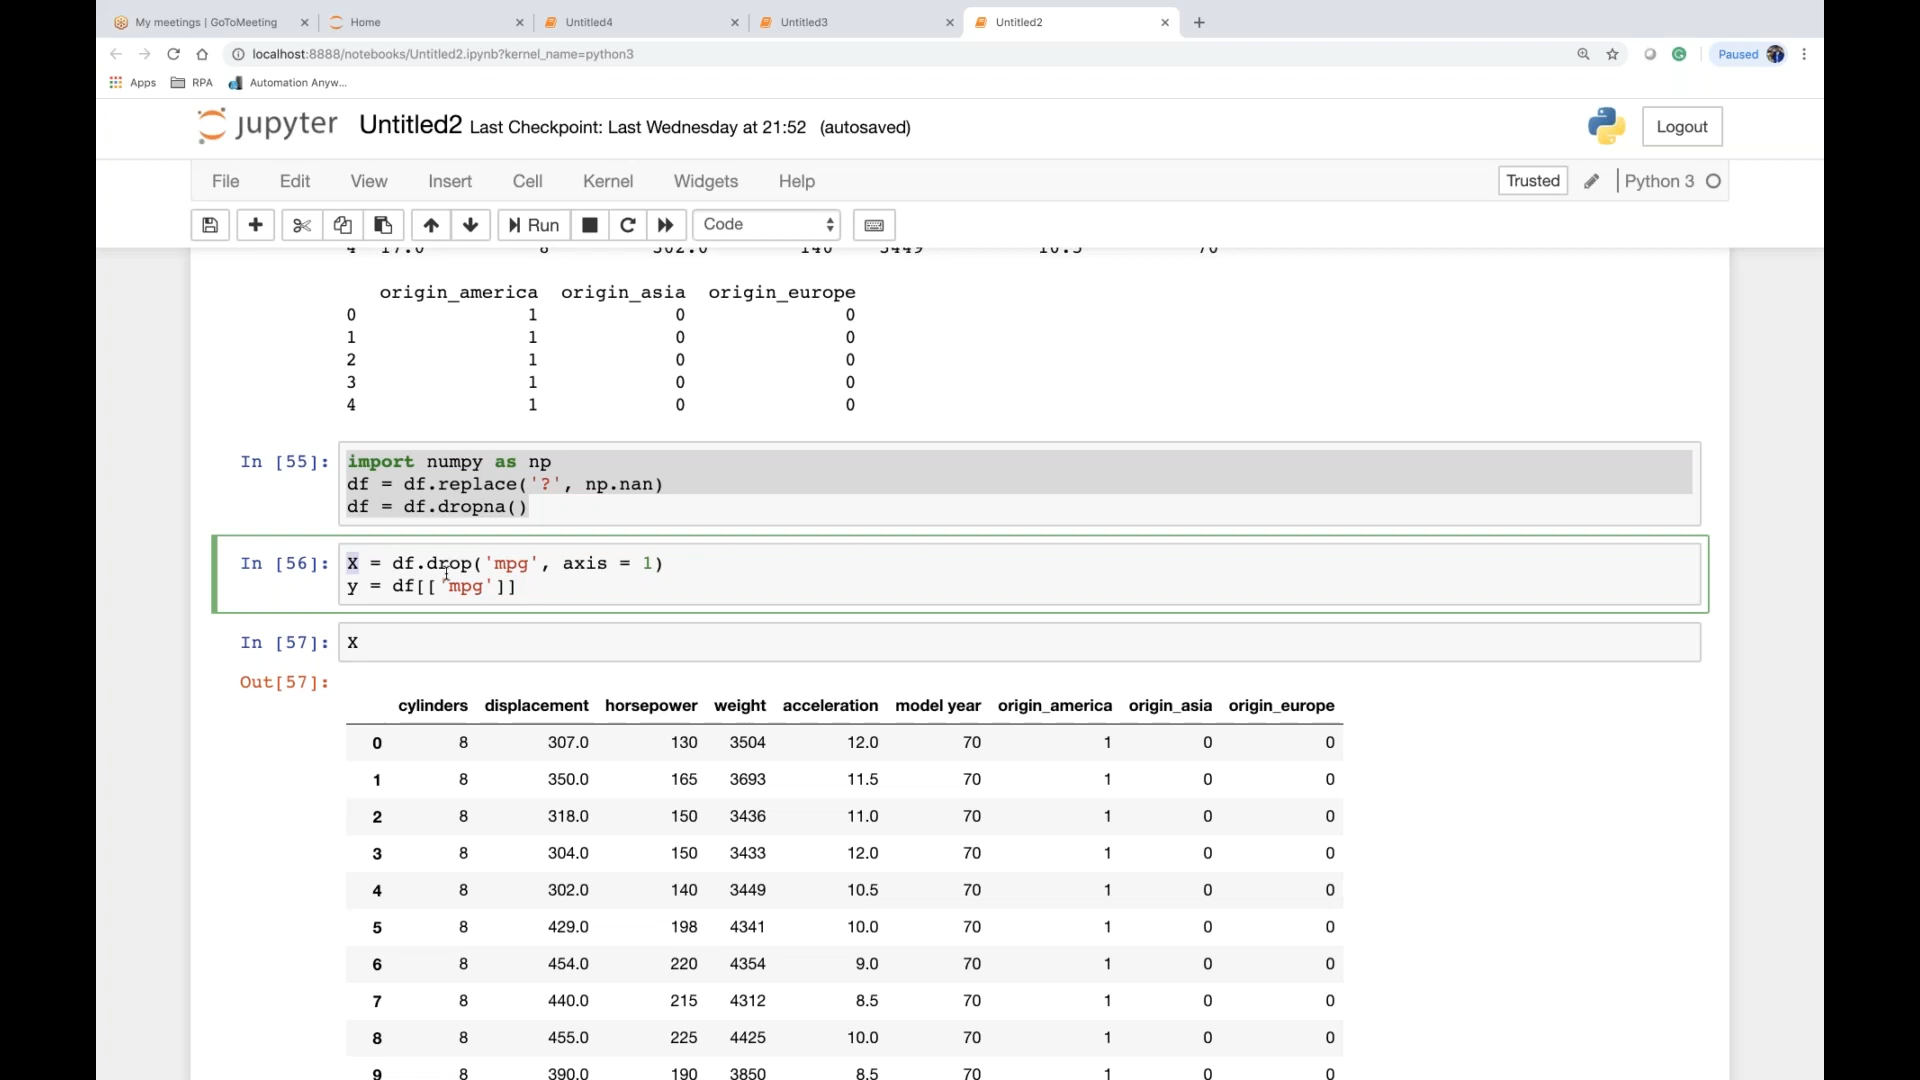 My meetings | GoToMeeting Home Untitled4 Untitled3 Untitled2
localhost:8888/notebooks/Untitled2.ipynb?kernel_name=python3 Paused
Apps RPA Automation Anyw...
jupyter Untitled2 Last Checkpoint: Last Wednesday at 21:52 (autosaved) Logout
File Edit View Insert Cell Kernel Widgets Help Trusted Python 3
Run Code
4 17.0 8 302.0 140 3449 10.5 70
origin_america origin_asia origin_europe
0 1 0 0
1 1 0 0
2 1 0 0
3 1 0 0
4 1 0 0
In [55]: import numpy as np
df = df.replace('?', np.nan)
df = df.dropna()
In [56]: X = df.drop('mpg', axis = 1)
y = df[['mpg']]
In [57]: X
Out[57]:
cylinders displacement horsepower weight acceleration model year origin_america origin_asia origin_europe
0 8 307.0 130 3504 12.0 70 1 0 0
1 8 350.0 165 3693 11.5 70 1 0 0
2 8 318.0 150 3436 11.0 70 1 0 0
3 8 304.0 150 3433 12.0 70 1 0 0
4 8 302.0 140 3449 10.5 70 1 0 0
5 8 429.0 198 4341 10.0 70 1 0 0
6 8 454.0 220 4354 9.0 70 1 0 0
7 8 440.0 215 4312 8.5 70 1 0 0
8 8 455.0 225 4425 10.0 70 1 0 0
9 8 390.0 190 3850 8.5 70 1 0 0